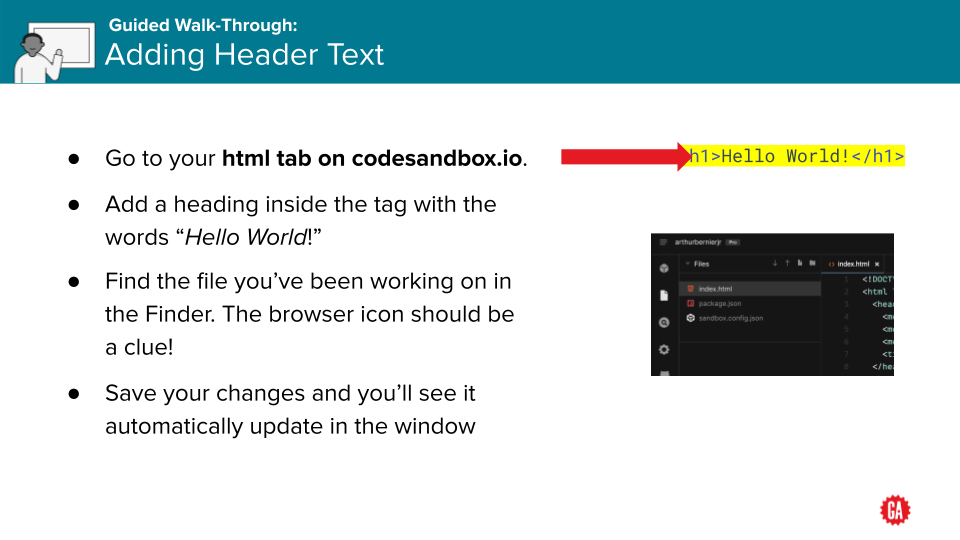 Guided Walk-Through:
Adding Header Text
● Go to your html tab on codesandbox.io.
● Add a heading inside the tag with the
words “Hello World!”
● Find the file you’ve been working on in
the Finder. The browser icon should be
a clue!
● Save your changes and you’ll see it
automatically update in the window
h1>Hello World!</h1>
arthurbernierjr Pro
Files
index.html
package.json
sandbox.config.json
index.html ×
1 <!DOCT
2 <html
3 <hea
4 <m
5 <m
6 <m
7 <t
8 </hea
GA